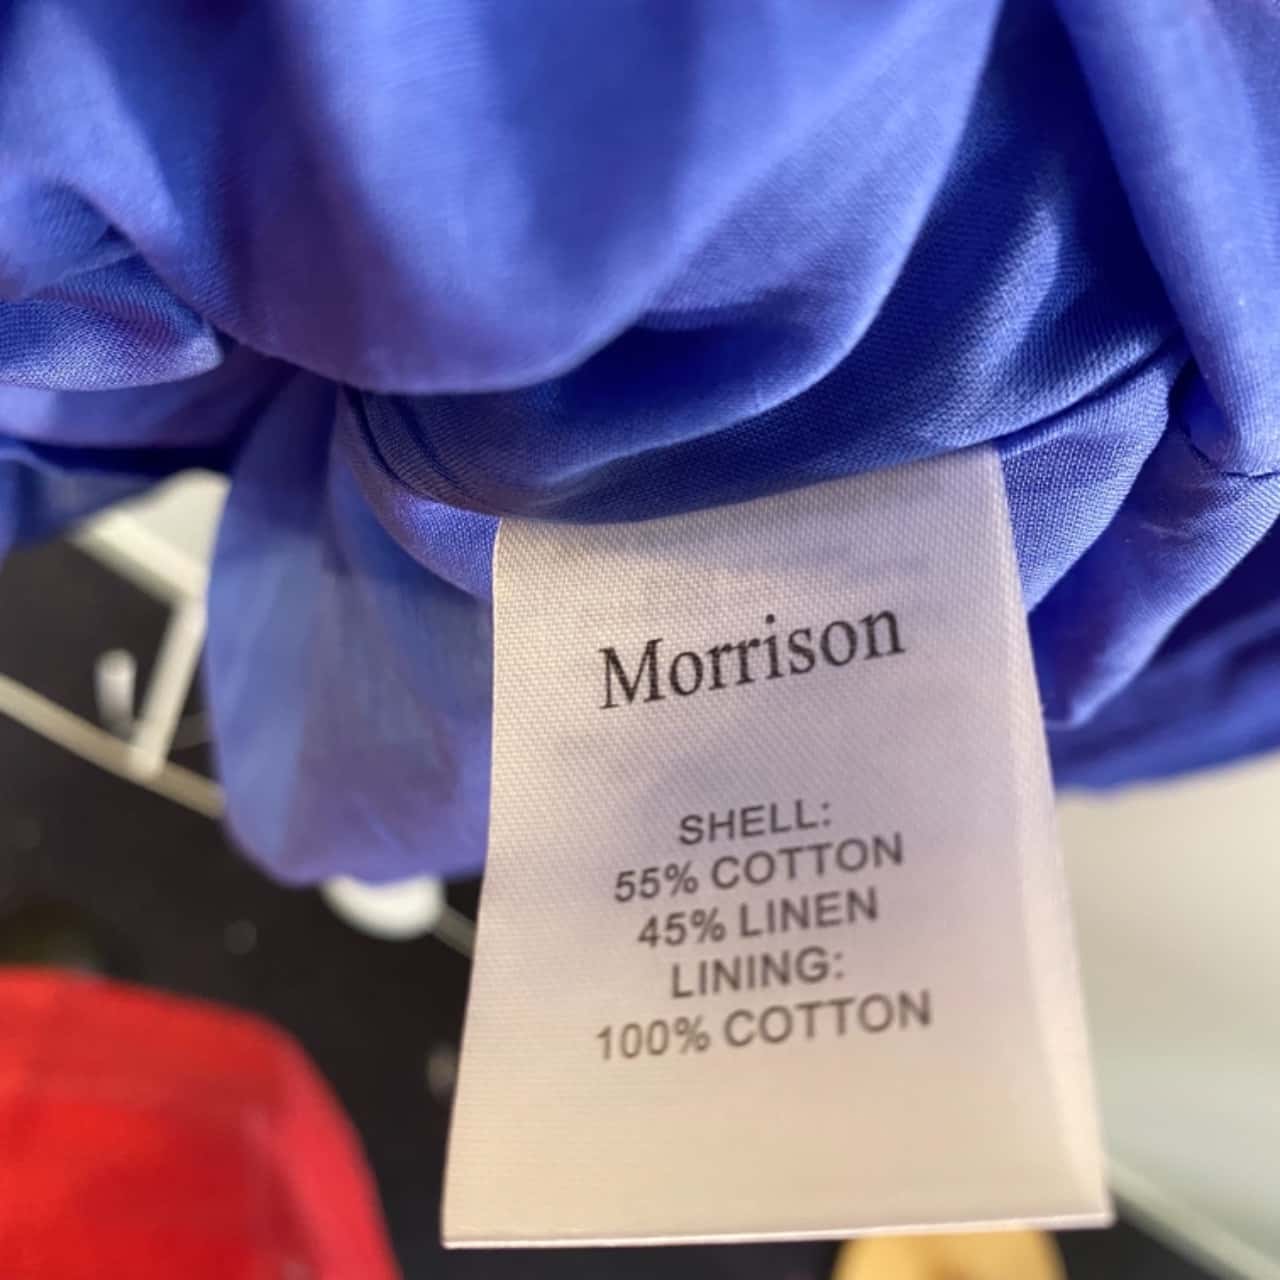 Morrison
SHELL:
55% COTTON
45% LINEN
LINING:
100% COTTON